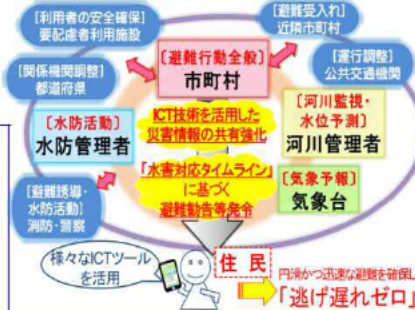 [利用者の安全確保]
要配慮者利用施設
[避難受入れ]
近隣市町村
[関係機関調整]
都道府県
[避難行動全般]
市町村
[運行調整]
公共交通機関
[水防活動]
水防管理者
ICT技術を活用した
災害情報の共有強化
[河川監視・
水位予測]
河川管理者
「水害対応タイムライン」
に基づく
避難勧告等発令
[気象予報]
気象台
[避難誘導・
水防活動]
消防・警察
様々なICTツール
を活用
住民
円滑かつ迅速な避難を確保し
「逃げ遅れゼロ」